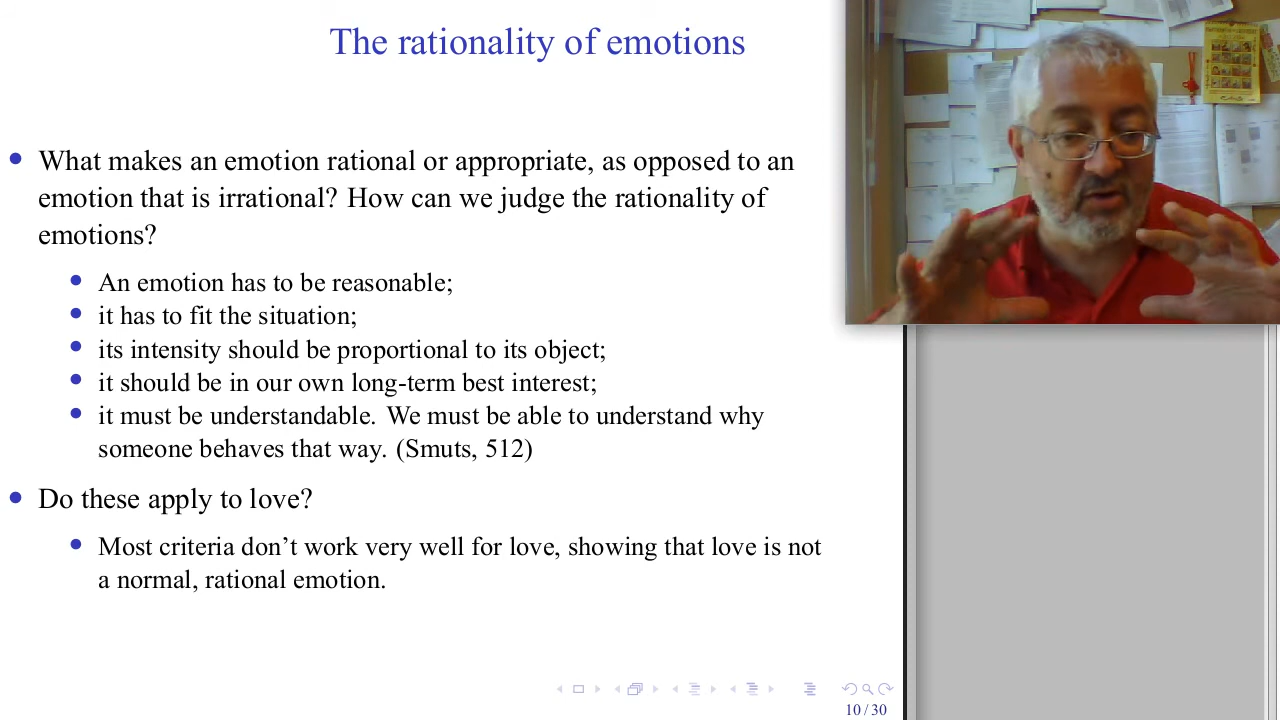 The rationality of emotions
What makes an emotion rational or appropriate, as opposed to an
emotion that is irrational? How can we judge the rationality of
emotions?
An emotion has to be reasonable;
it has to fit the situation;
its intensity should be proportional to its object;
it should be in our own long-term best interest;
it must be understandable. We must be able to understand why
someone behaves that way. (Smuts, 512)
Do these apply to love?
Most criteria don't work very well for love, showing that love is not
a normal, rational emotion.
10 / 30